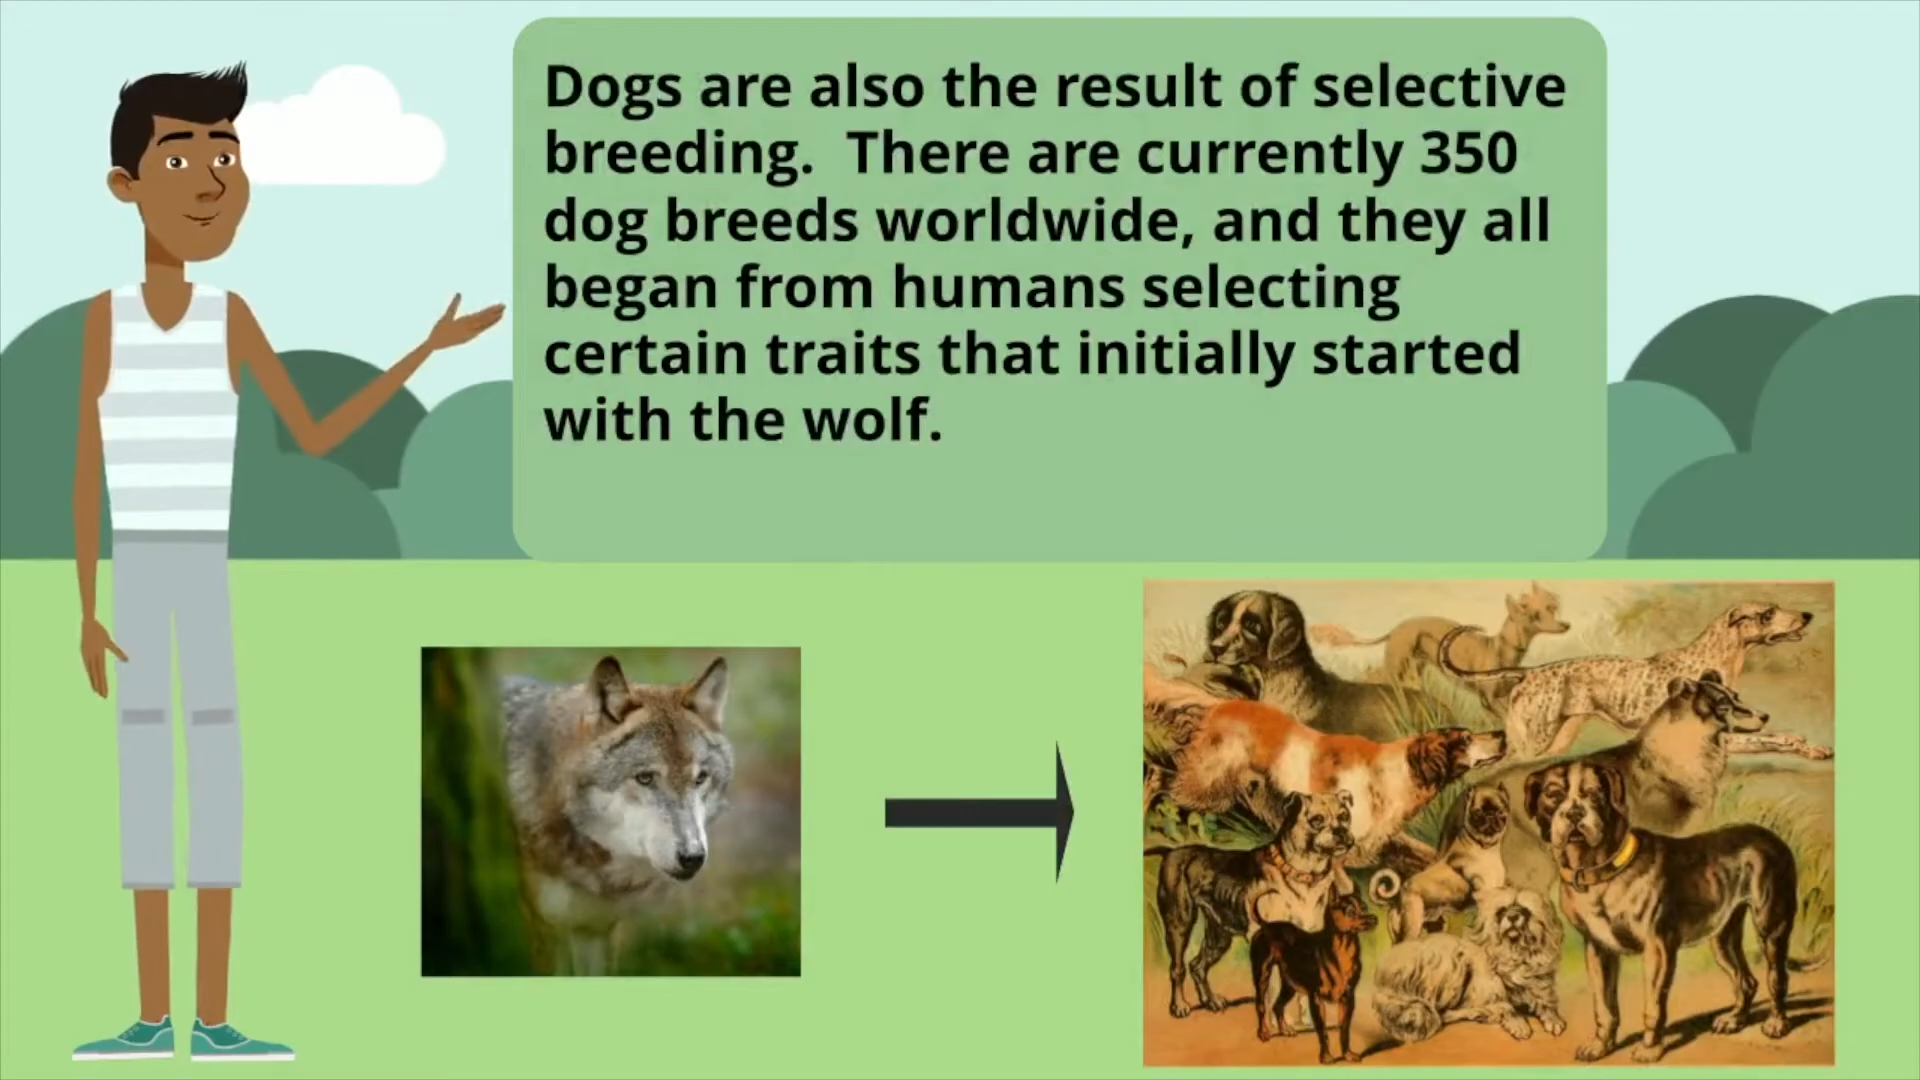 Dogs are also the result of selective
breeding.  There are currently 350
dog breeds worldwide, and they all
began from humans selecting
certain traits that initially started
with the wolf.